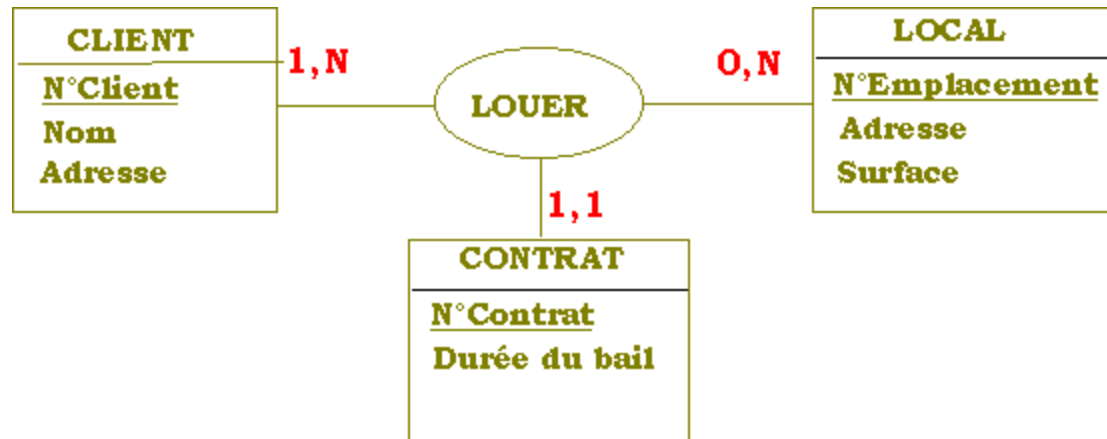 CLIENT
N°Client
Nom
Adresse
1,N
LOUER
0,N
LOCAL
N°Emplacement
Adresse
Surface
1,1
CONTRAT
N°Contrat
Durée du bail